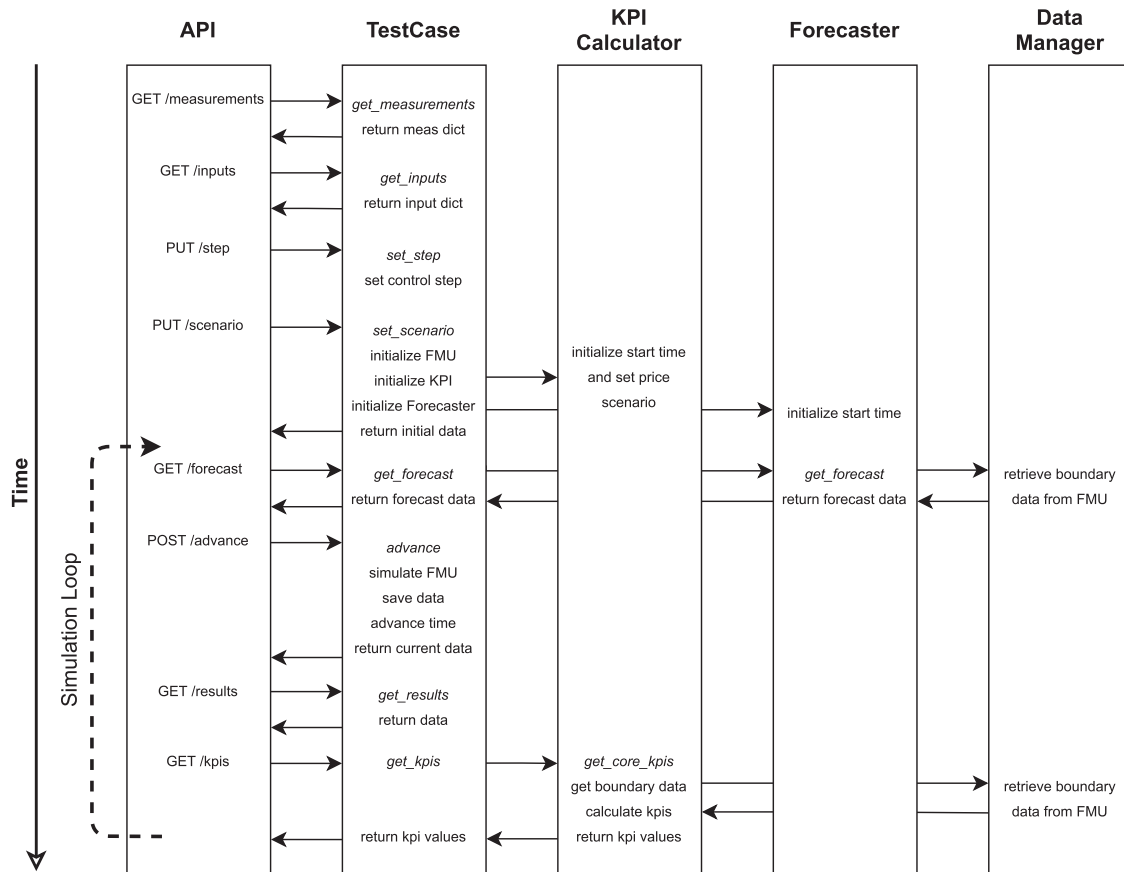 API
TestCase
KPI
Calculator
Forecaster
Data
Manager
Time
Simulation Loop
GET /measurements
get_measurements
return meas dict
GET /inputs
get_inputs
return input dict
PUT /step
set_step
set control step
PUT /scenario
set_scenario
initialize FMU
initialize KPI
initialize Forecaster
return initial data
initialize start time
and set price
scenario
initialize start time
GET /forecast
get_forecast
return forecast data
get_forecast
return forecast data
retrieve boundary
data from FMU
POST /advance
advance
simulate FMU
save data
advance time
return current data
GET /results
get_results
return data
GET /kpis
get_kpis
return kpi values
get_core_kpis
get boundary data
calculate kpis
return kpi values
retrieve boundary
data from FMU